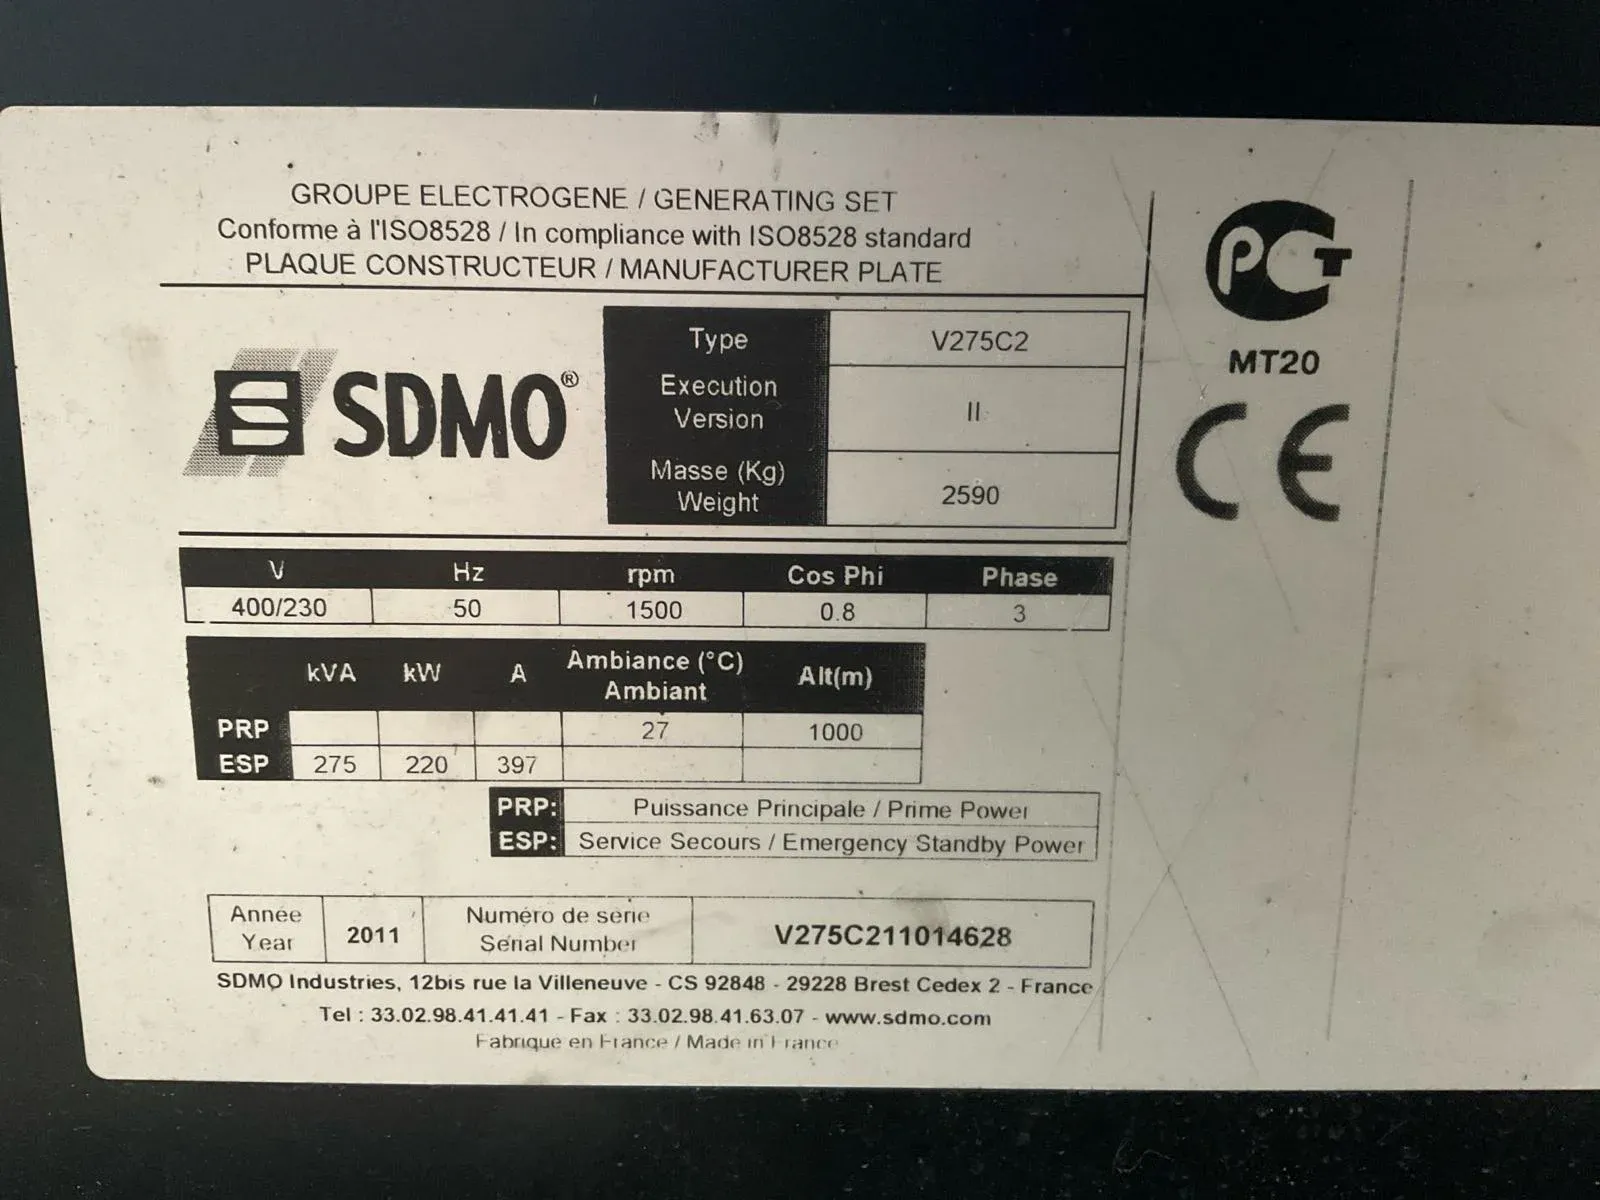 GROUPE ELECTROGENE / GENERATING SET
Conforme à l'ISO8528 / In compliance with ISO8528 standard
PLAQUE CONSTRUCTEUR / MANUFACTURER PLATE
SDMO®
Type V275C2
Execution
Version II
Masse (Kg)
Weight 2590
РСТ
MT20
CE
V Hz rpm Cos Phi Phase
400/230 50 1500 0.8 3
kVA kW A Ambiance (°C) Alt(m)
Ambiant
PRP 27 1000
ESP 275 220 397
PRP: Puissance Principale / Prime Power
ESP: Service Secours / Emergency Standby Power
Année
Year
2011
Numéro de série
Serial Number
V275C211014628
SDMO Industries, 12bis rue la Villeneuve - CS 92848 - 29228 Brest Cedex 2 - France
Tel : 33.02.98.41.41.41 - Fax : 33.02.98.41.63.07 - www.sdmo.com
Fabrique en France / Made in France